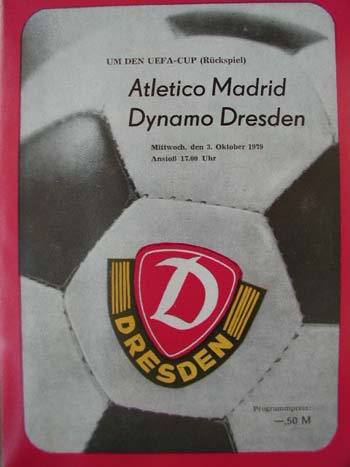 UM DEN UEFA-CUP (Rückspiel)
Atletico Madrid
Dynamo Dresden
Mittwoch, den 3. Oktober 1979
Anstoß 17.00 Uhr
D
DRESDEN
Programmpreis:
—,50 M